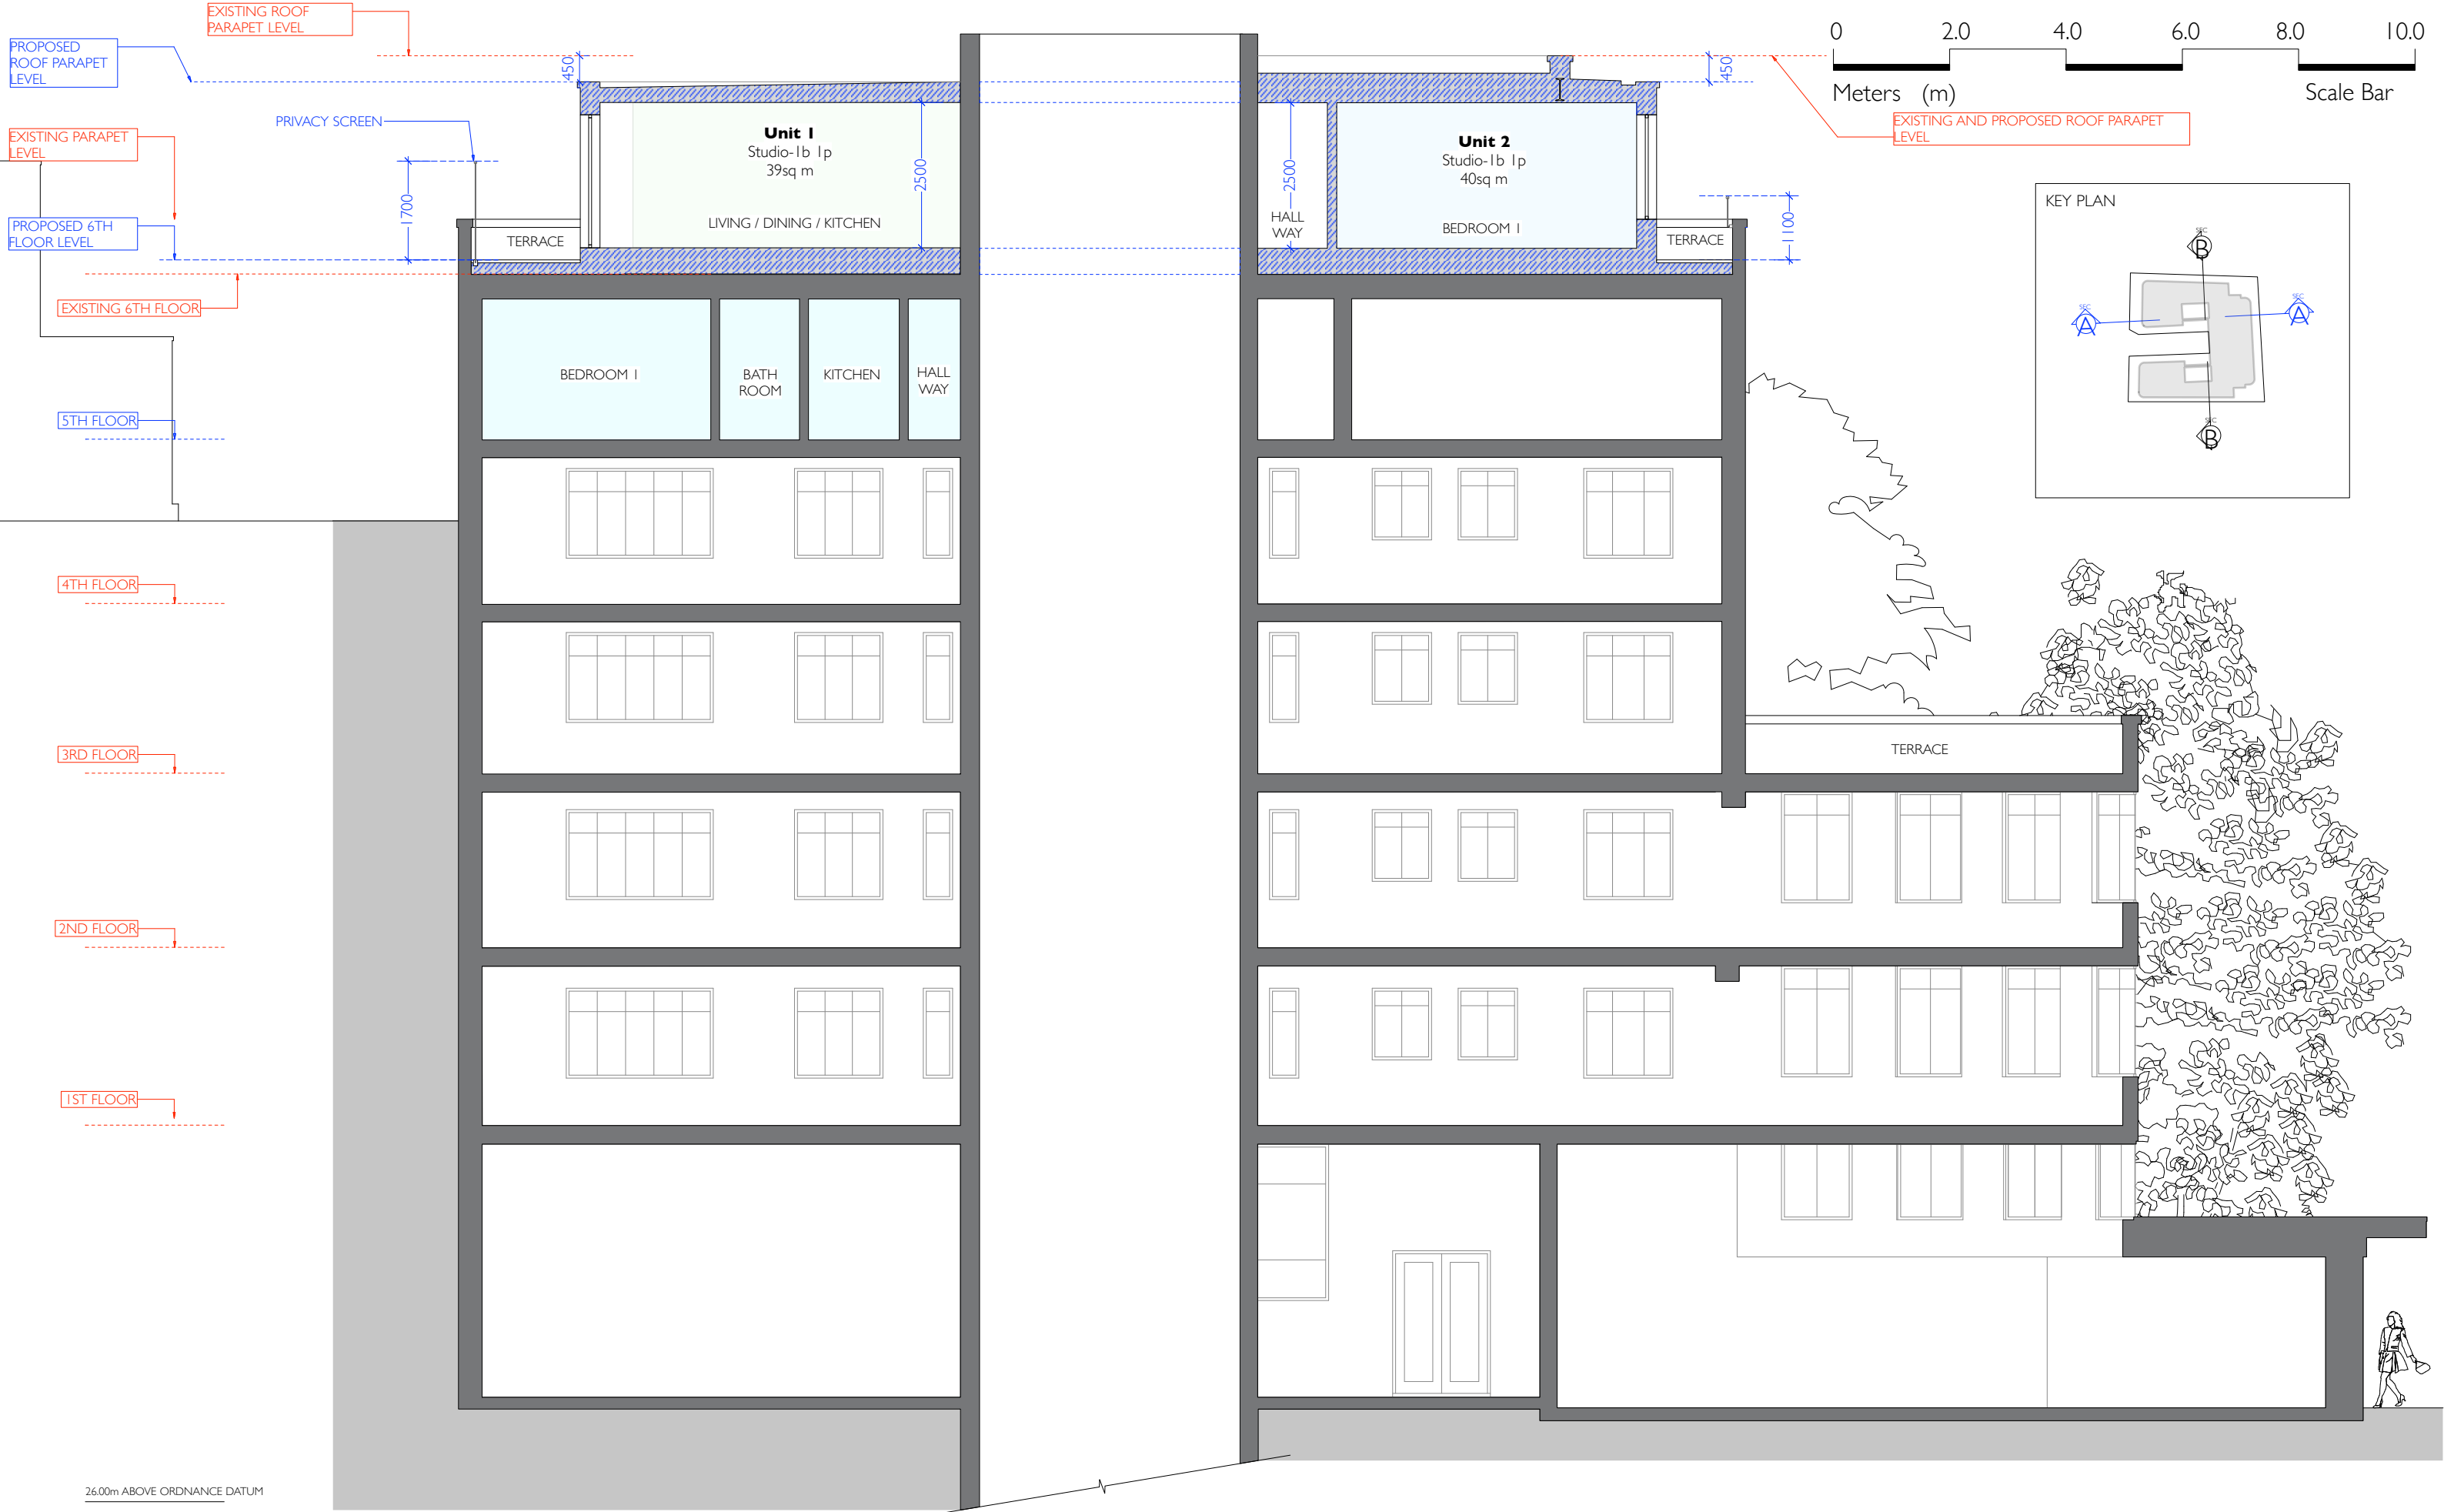 EXISTING ROOF
PARAPET LEVEL
PROPOSED
ROOF PARAPET
LEVEL
450
450
0 2.0 4.0 6.0 8.0 10.0
Meters (m)
Scale Bar
EXISTING AND PROPOSED ROOF PARAPET
LEVEL
PRIVACY SCREEN
EXISTING PARAPET
LEVEL
Unit 1
Studio-1b 1p
39sq m
2500
LIVING / DINING / KITCHEN
2500
Unit 2
Studio-1b 1p
40sq m
BEDROOM 1
HALL
WAY
1700
1100
TERRACE
TERRACE
PROPOSED 6TH
FLOOR LEVEL
EXISTING 6TH FLOOR
KEY PLAN
SEC
B
SEC
A
SEC
A
SEC
B
BEDROOM 1
BATH
ROOM
KITCHEN
HALL
WAY
5TH FLOOR
4TH FLOOR
3RD FLOOR
TERRACE
2ND FLOOR
1ST FLOOR
26.00m ABOVE ORDNANCE DATUM